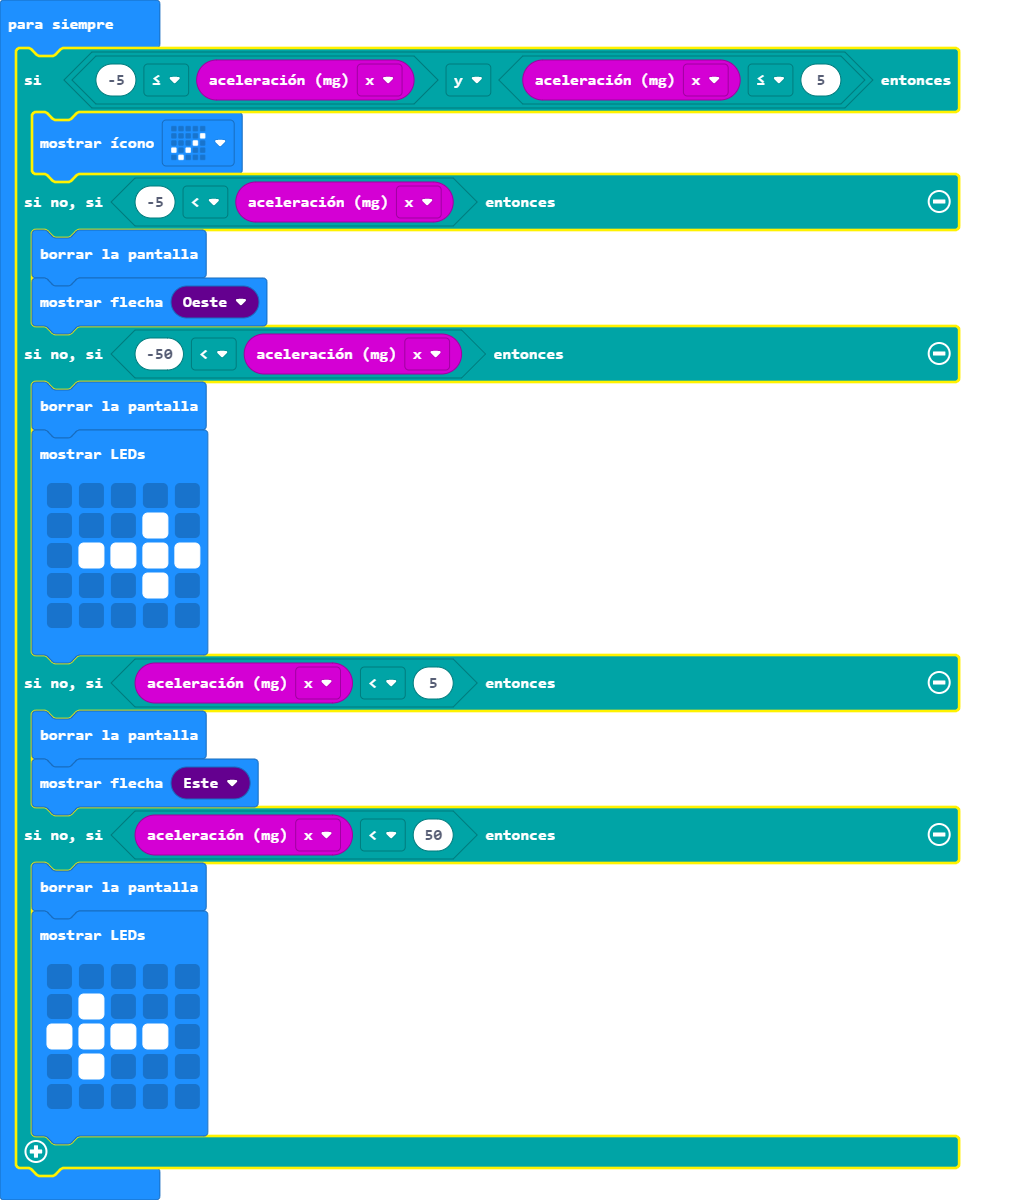 para siempre
si -5 ≤ aceleración (mg) x y aceleración (mg) x ≤ 5 entonces
mostrar ícono
si no, si -5 < aceleración (mg) x entonces
borrar la pantalla
mostrar flecha Oeste
si no, si -50 < aceleración (mg) x entonces
borrar la pantalla
mostrar LEDs
si no, si aceleración (mg) x < 5 entonces
borrar la pantalla
mostrar flecha Este
si no, si aceleración (mg) x < 50 entonces
borrar la pantalla
mostrar LEDs